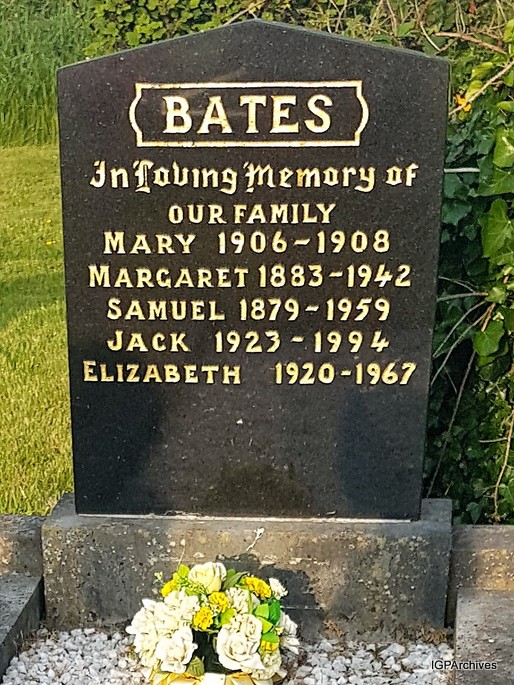 BATES
In Loving Memory of
OUR FAMILY
MARY 1906 - 1908
MARGARET 1883 - 1942
SAMUEL 1879 - 1959
JACK 1923 - 1994
ELIZABETH 1920 - 1967
IGPArchives